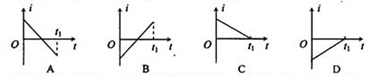 i i i i
t₁ t₁
O t O t O t₁ t O t₁ t
A B C D